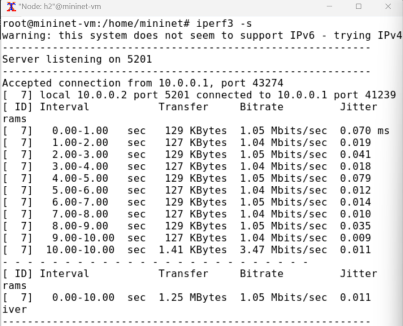 "Node: h2"@mininet-vm
root@mininet-vm:/home/mininet# iperf3 -s
warning: this system does not seem to support IPv6 - trying IPv4
-----------------------------------------------------------
Server listening on 5201
-----------------------------------------------------------
Accepted connection from 10.0.0.1, port 43274
[  7] local 10.0.0.2 port 5201 connected to 10.0.0.1 port 41239
[ ID] Interval           Transfer     Bitrate         Jitter
rams
[  7]   0.00-1.00   sec   129 KBytes  1.05 Mbits/sec  0.070 ms
[  7]   1.00-2.00   sec   127 KBytes  1.04 Mbits/sec  0.019
[  7]   2.00-3.00   sec   129 KBytes  1.05 Mbits/sec  0.041
[  7]   3.00-4.00   sec   127 KBytes  1.04 Mbits/sec  0.018
[  7]   4.00-5.00   sec   129 KBytes  1.05 Mbits/sec  0.079
[  7]   5.00-6.00   sec   127 KBytes  1.04 Mbits/sec  0.012
[  7]   6.00-7.00   sec   129 KBytes  1.05 Mbits/sec  0.014
[  7]   7.00-8.00   sec   127 KBytes  1.04 Mbits/sec  0.010
[  7]   8.00-9.00   sec   129 KBytes  1.05 Mbits/sec  0.035
[  7]   9.00-10.00  sec   127 KBytes  1.04 Mbits/sec  0.009
[  7]  10.00-10.00  sec  1.41 KBytes  3.47 Mbits/sec  0.011
- - - - - - - - - - - - - - - - - - - - - - - - -
[ ID] Interval           Transfer     Bitrate         Jitter
rams
[  7]   0.00-10.00  sec  1.25 MBytes  1.05 Mbits/sec  0.011
iver
-----------------------------------------------------------